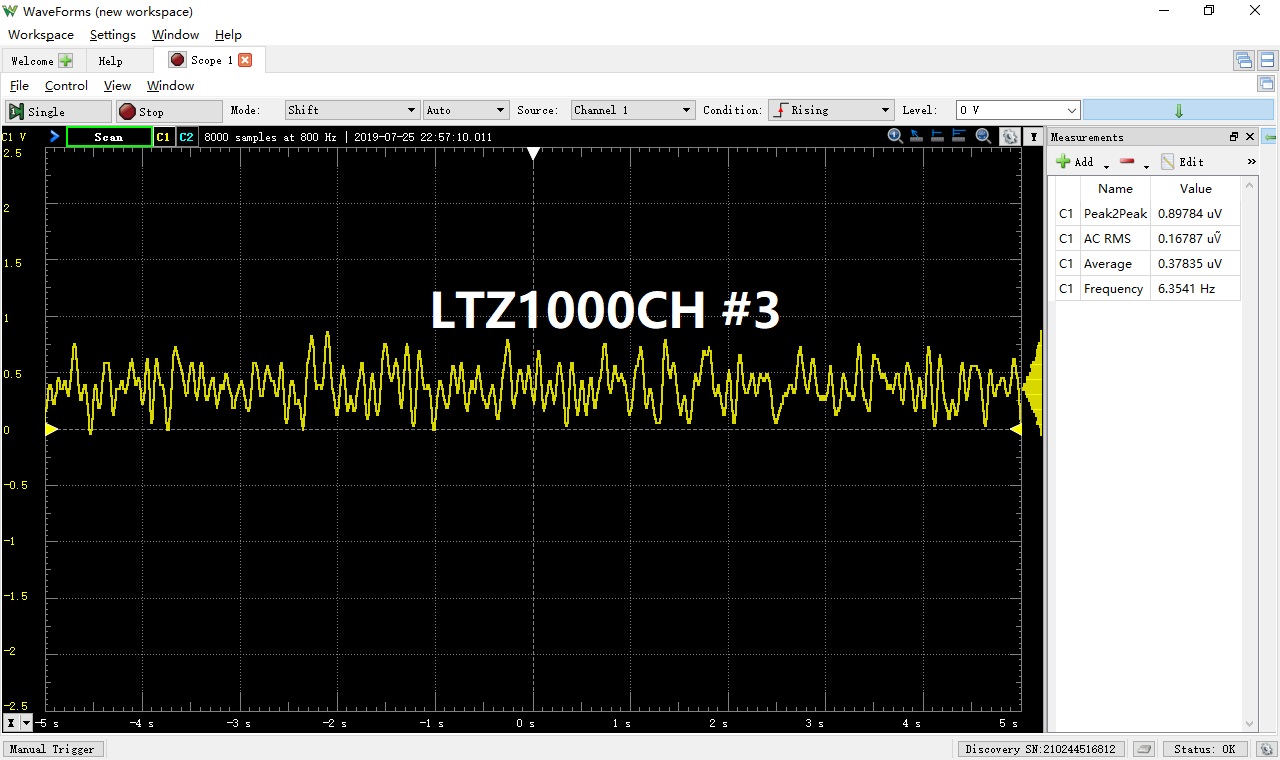 WaveForms (new workspace)
Workspace Settings Window Help
Welcome Help Scope 1
File Control View Window
Single Stop Mode: Shift Auto Source: Channel 1 Condition: Rising Level: 0 V
C1 V Scan C1 C2 8000 samples at 800 Hz | 2019-07-25 22:57:10.011 Y Measurements
Add Edit »
Name Value
C1 Peak2Peak 0.89784 uV
C1 AC RMS 0.16787 uṼ
C1 Average 0.37835 uV
C1 Frequency 6.3541 Hz
2.5
2
1.5
1
0.5
0
-0.5
-1
-1.5
-2
-2.5
LTZ1000CH #3
X -5 s -4 s -3 s -2 s -1 s 0 s 1 s 2 s 3 s 4 s 5 s
Manual Trigger Discovery SN:210244516812 Status: OK